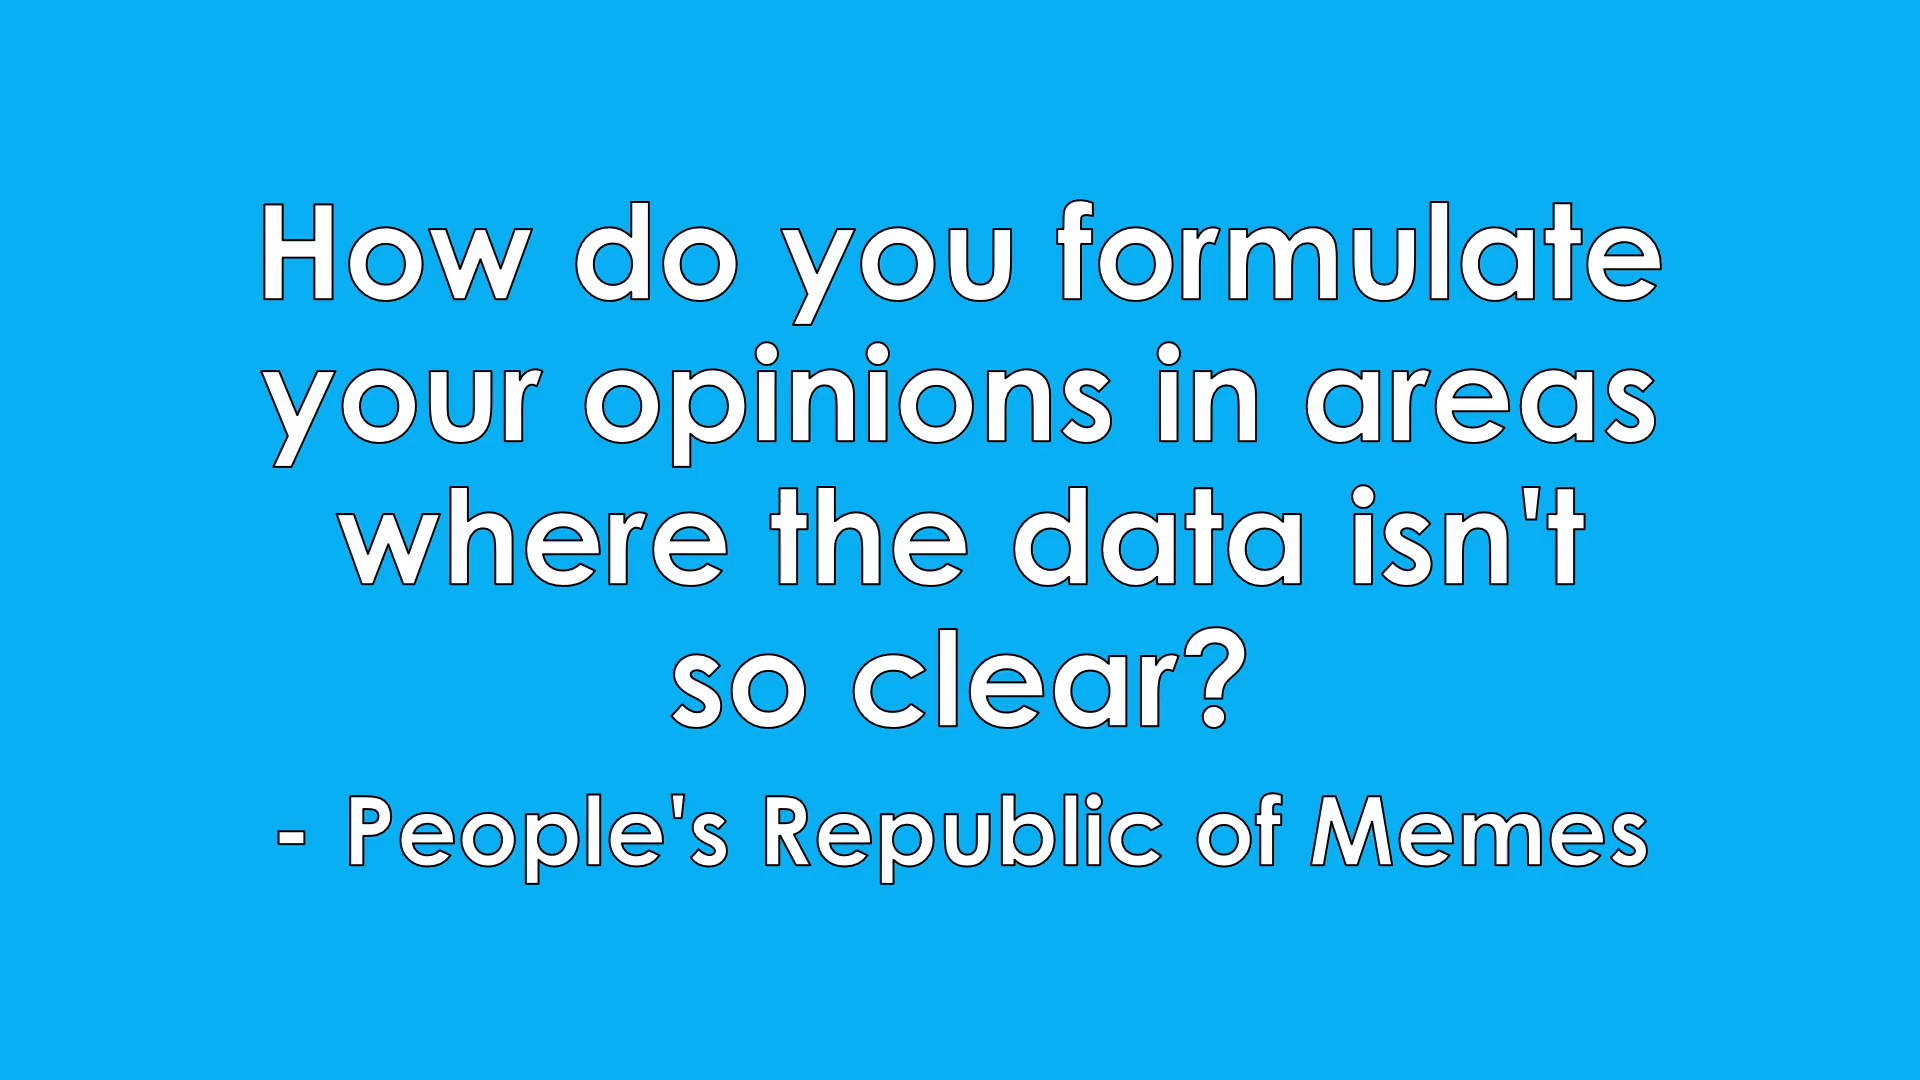 How do you formulate
your opinions in areas
where the data isn't
so clear?
- People's Republic of Memes